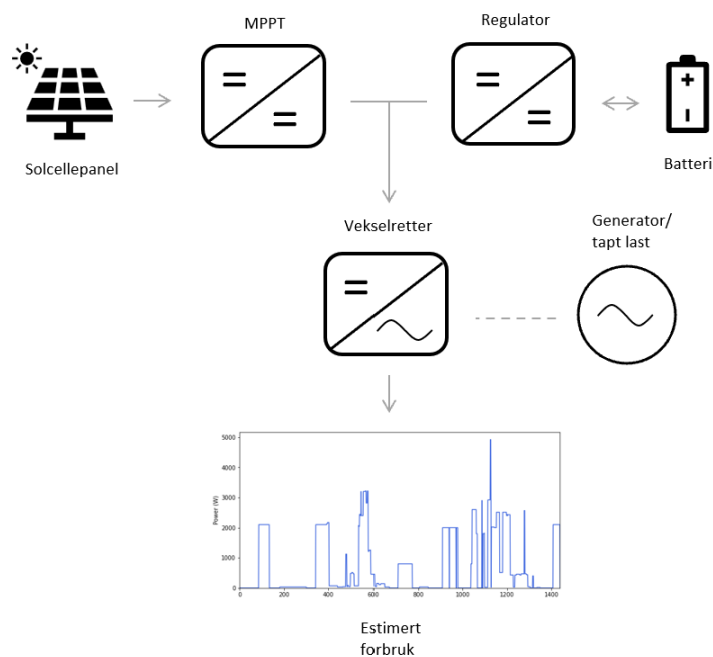 MPPT
Regulator
Solcellepanel
Batteri
Vekselretter
Generator/
tapt last
5000
4000
3000
2000
1000
0
Power (W)
0 200 400 600 800 1000 1200 1400
Estimert
forbruk